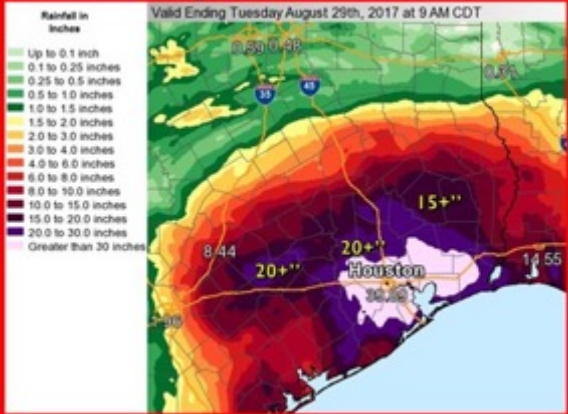 Rainfall in
Inches
Up to 0.1 inch
0.1 to 0.25 inches
0.25 to 0.5 inches
0.5 to 1.0 inches
1.0 to 1.5 inches
1.5 to 2.0 inches
2.0 to 3.0 inches
3.0 to 4.0 inches
4.0 to 6.0 inches
6.0 to 8.0 inches
8.0 to 10.0 inches
10.0 to 15.0 inches
15.0 to 20.0 inches
20.0 to 30.0 inches
Greater than 30 inches
Valid Ending Tuesday August 29th, 2017 at 9 AM CDT
0.48
35
45
15+”
8.44
20+”
20+”
Houston
14.55